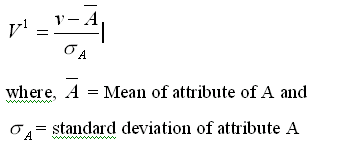 V¹ = (v − A̅) / σ_A|
where, A̅ = Mean of attribute of A and
σ_A = standard deviation of attribute A